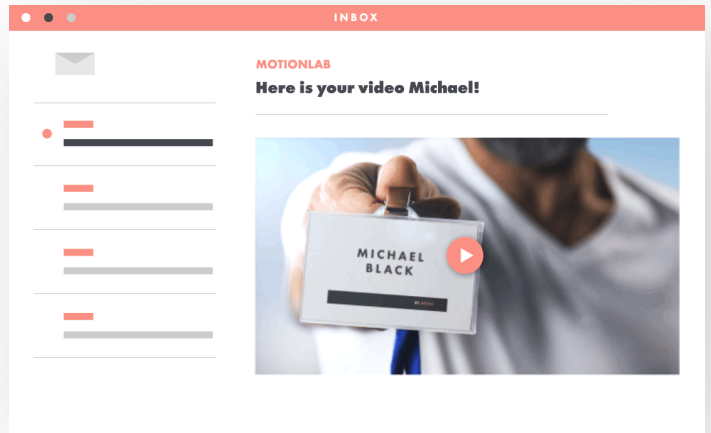 INBOX
MOTIONLAB
Here is your video Michael!
MICHAEL
BLACK